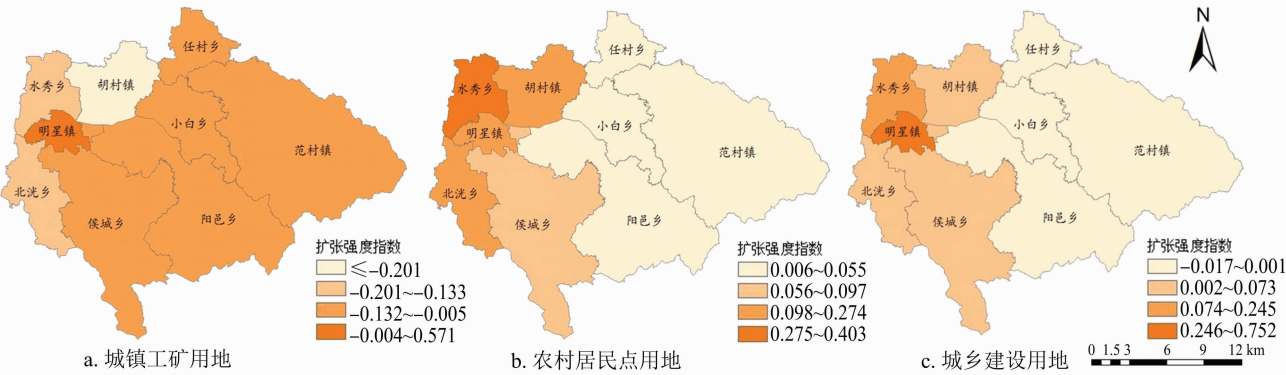 任村乡
水秀乡
胡村镇
明星镇
小白乡
范村镇
北洸乡
侯城乡
阳邑乡
扩张强度指数
≤-0.201
-0.201~-0.133
-0.132~-0.005
-0.004~0.571
a. 城镇工矿用地
任村乡
水秀乡
胡村镇
明星镇
小白乡
范村镇
北洸乡
侯城乡
阳邑乡
扩张强度指数
0.006~0.055
0.056~0.097
0.098~0.274
0.275~0.403
b. 农村居民点用地
N
任村乡
水秀乡
胡村镇
明星镇
小白乡
范村镇
北洸乡
侯城乡
阳邑乡
扩张强度指数
-0.017~0.001
0.002~0.073
0.074~0.245
0.246~0.752
c. 城乡建设用地
0 1.5 3 6 9 12 km